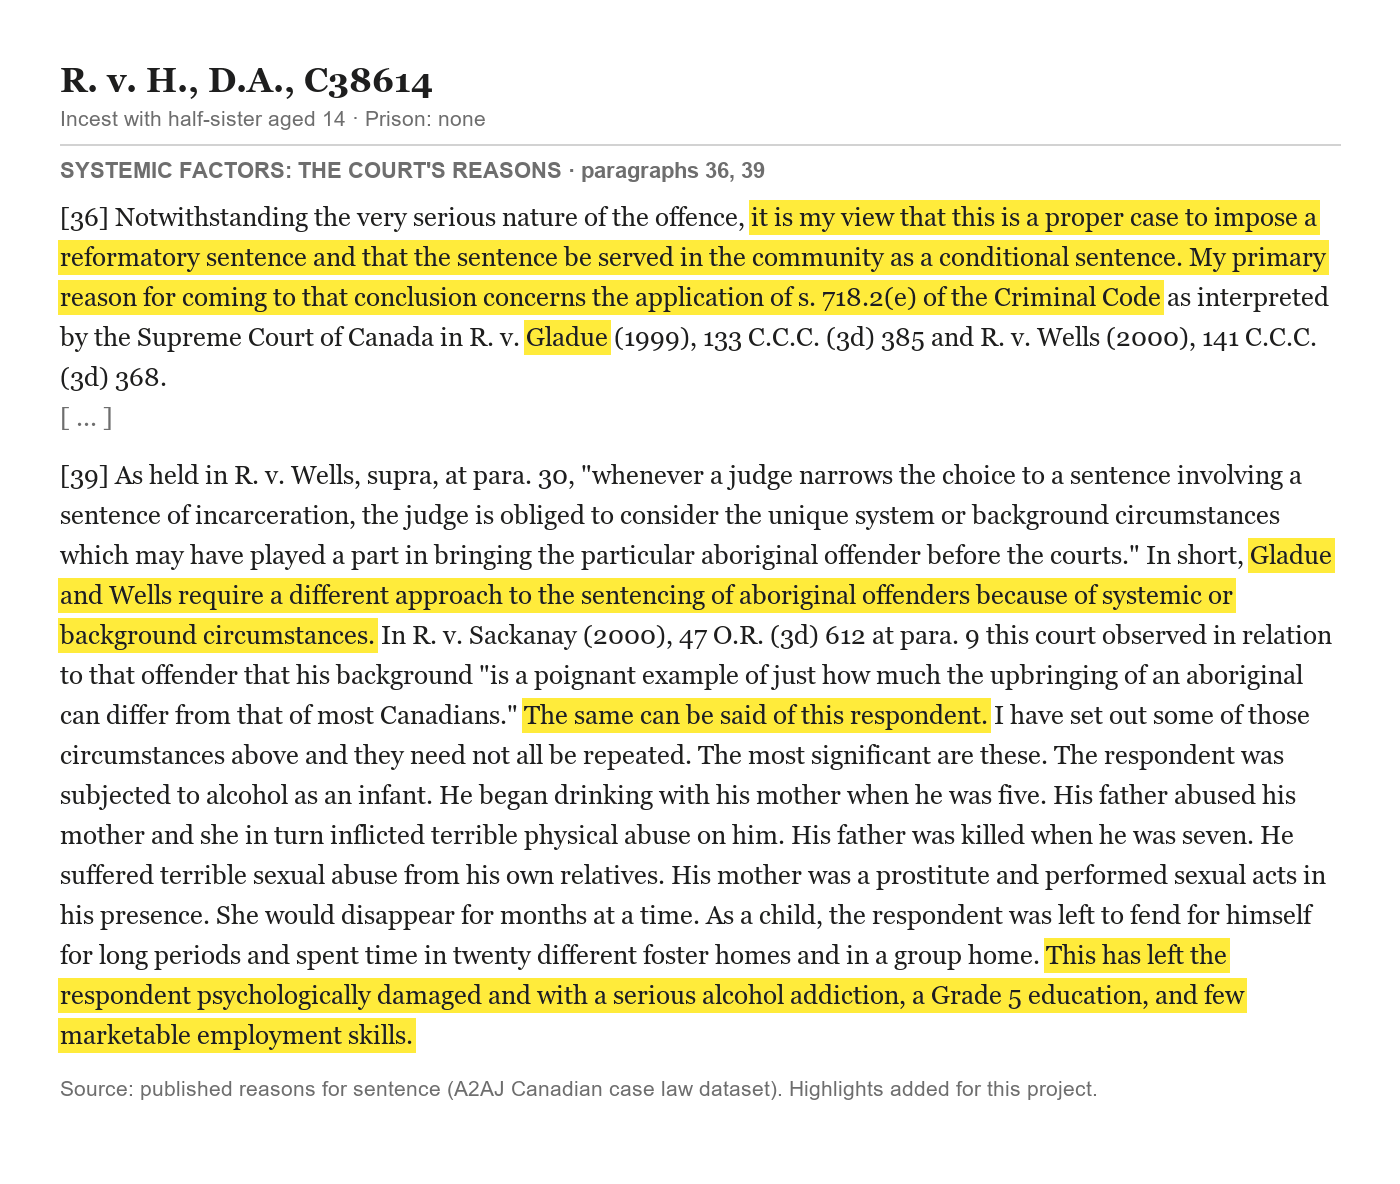 R. v. H., D.A., C38614
Incest with half-sister aged 14 · Prison: none
SYSTEMIC FACTORS: THE COURT'S REASONS · paragraphs 36, 39
[36] Notwithstanding the very serious nature of the offence, it is my view that this is a proper case to impose a
reformatory sentence and that the sentence be served in the community as a conditional sentence. My primary
reason for coming to that conclusion concerns the application of s. 718.2(e) of the Criminal Code as interpreted
by the Supreme Court of Canada in R. v. Gladue (1999), 133 C.C.C. (3d) 385 and R. v. Wells (2000), 141 C.C.C.
(3d) 368.
[ ... ]
[39] As held in R. v. Wells, supra, at para. 30, "whenever a judge narrows the choice to a sentence involving a
sentence of incarceration, the judge is obliged to consider the unique system or background circumstances
which may have played a part in bringing the particular aboriginal offender before the courts." In short, Gladue
and Wells require a different approach to the sentencing of aboriginal offenders because of systemic or
background circumstances. In R. v. Sackanay (2000), 47 O.R. (3d) 612 at para. 9 this court observed in relation
to that offender that his background "is a poignant example of just how much the upbringing of an aboriginal
can differ from that of most Canadians." The same can be said of this respondent. I have set out some of those
circumstances above and they need not all be repeated. The most significant are these. The respondent was
subjected to alcohol as an infant. He began drinking with his mother when he was five. His father abused his
mother and she in turn inflicted terrible physical abuse on him. His father was killed when he was seven. He
suffered terrible sexual abuse from his own relatives. His mother was a prostitute and performed sexual acts in
his presence. She would disappear for months at a time. As a child, the respondent was left to fend for himself
for long periods and spent time in twenty different foster homes and in a group home. This has left the
respondent psychologically damaged and with a serious alcohol addiction, a Grade 5 education, and few
marketable employment skills.
Source: published reasons for sentence (A2AJ Canadian case law dataset). Highlights added for this project.